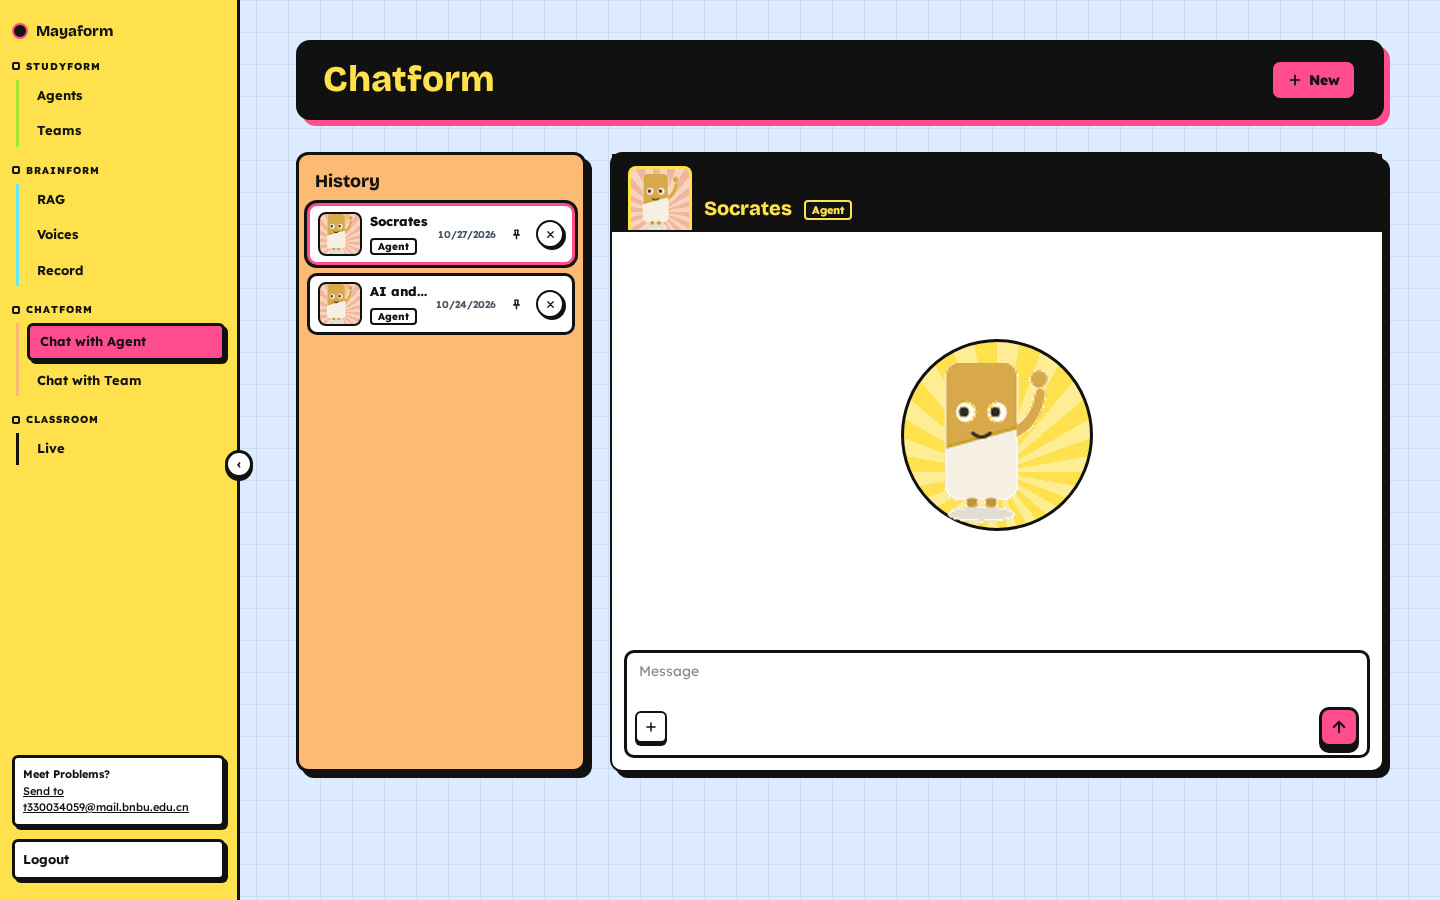 Mayaform
STUDYFORM
Agents
Teams
BRAINFORM
RAG
Voices
Record
CHATFORM
Chat with Agent
Chat with Team
CLASSROOM
Live
Meet Problems?
Send to
t330034059@mail.bnbu.edu.cn
Logout
Chatform
+ New
History
Socrates
Agent
10/27/2026
AI and...
Agent
10/24/2026
Socrates
Agent
Message